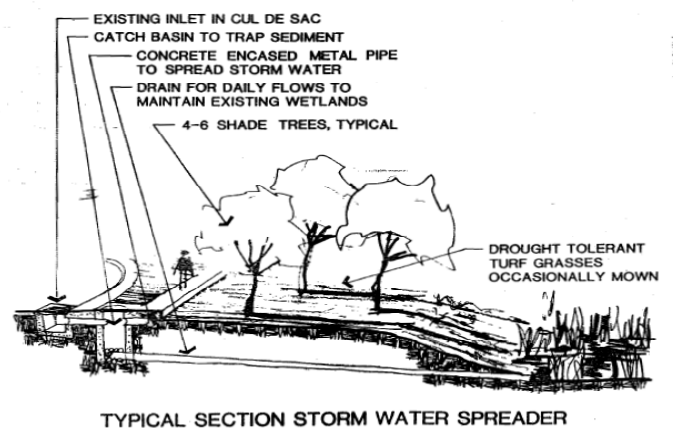 EXISTING INLET IN CUL DE SAC
CATCH BASIN TO TRAP SEDIMENT
CONCRETE ENCASED METAL PIPE
TO SPREAD STORM WATER
DRAIN FOR DAILY FLOWS TO
MAINTAIN EXISTING WETLANDS
4-6 SHADE TREES, TYPICAL
DROUGHT TOLERANT
TURF GRASSES
OCCASIONALLY MOWN
TYPICAL SECTION STORM WATER SPREADER